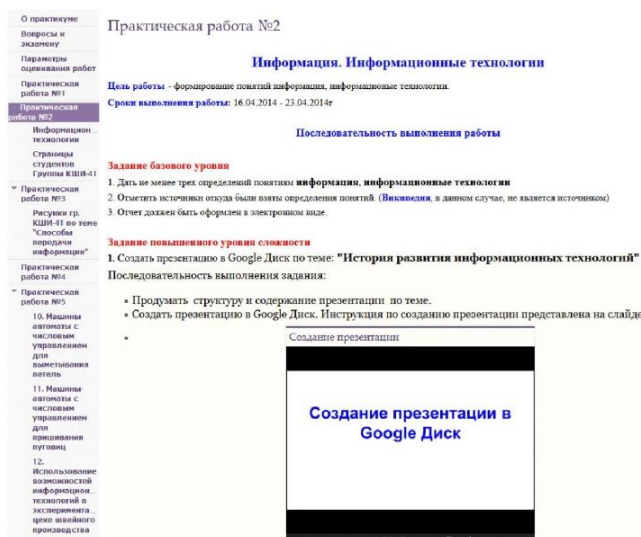 О практикуме
Вопросы к
экзамену
Параметры
оценивания работ
Практическая
работа №1
Практическая
работа №2
Информацион...
технологии
Страницы
студентов
Группы КШИ-41
Практическая
работа №3
Рисунки гр.
КШИ-41 по теме
"Способы
передачи
информации"
Практическая
работа №4
Практическая
работа №5
10. Машины
автоматы с
числовым
управлением
для
выметывания
петель
11. Машины-
автоматы с
числовым
управлением
для
пришивания
пуговиц
12.
Использование
возможностей
информацион...
технологий в
эксперимента...
цехе швейного
производства
Практическая работа №2
Информация. Информационные технологии
Цель работы - формирование понятий информация, информационные технологии.
Сроки выполнения работы: 16.04.2014 - 23.04.2014г
Последовательность выполнения работы
Задание базового уровня
1. Дать не менее трех определений понятиям информация, информационные технологии
2. Отметить источники откуда были взяты определения понятий. (Википедия, в данном случае, не является источником)
3. Отчет должен быть оформлен в электронном виде.
Задание повышенного уровня сложности
1. Создать презентацию в Google Диск по теме: "История развития информационных технологий"
Последовательность выполнения задания:
Продумать структуру и содержание презентации по теме.
Создать презентацию в Google Диск. Инструкция по созданию презентации представлена на слайде
Создание презентации
Создание презентации в
Google Диск